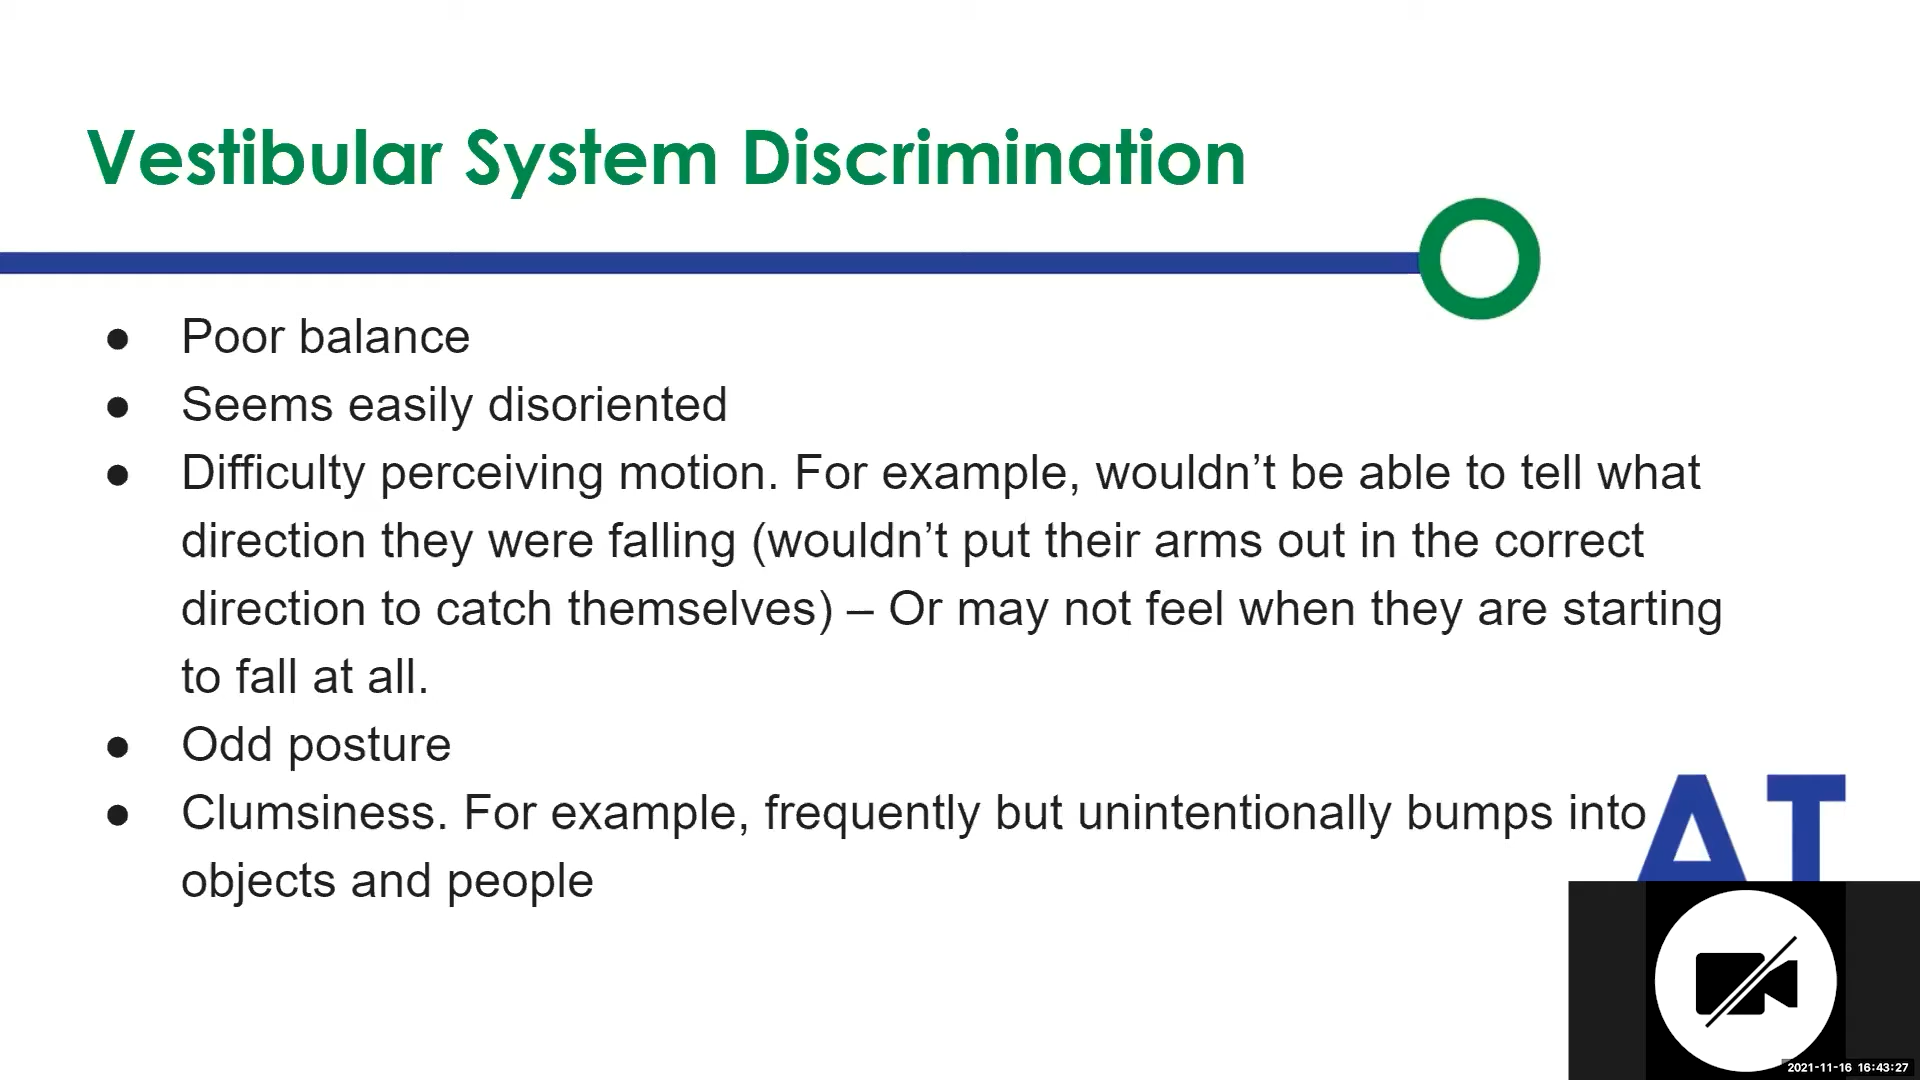 Vestibular System Discrimination
● Poor balance
● Seems easily disoriented
● Difficulty perceiving motion. For example, wouldn’t be able to tell what
direction they were falling (wouldn’t put their arms out in the correct
direction to catch themselves) – Or may not feel when they are starting
to fall at all.
● Odd posture
● Clumsiness. For example, frequently but unintentionally bumps into
objects and people
AT
2021-11-16 16:43:27